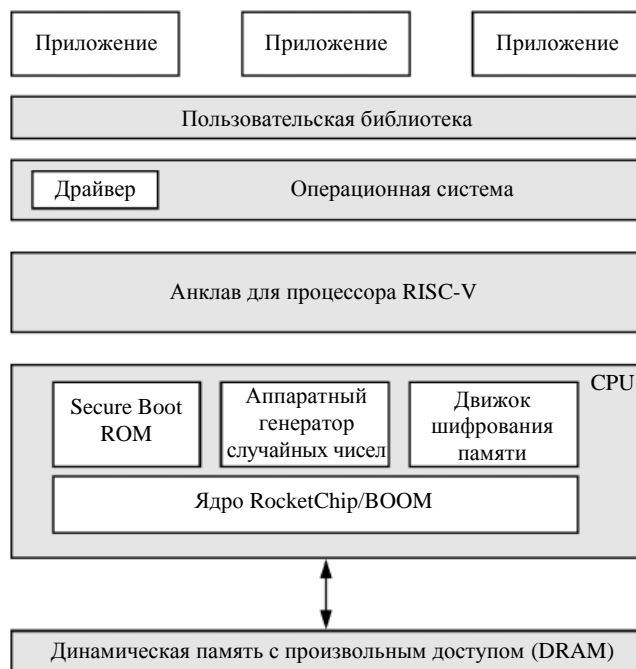 Приложение
Приложение
Приложение
Пользовательская библиотека
Драйвер
Операционная система
Анклав для процессора RISC-V
CPU
Secure Boot
ROM
Аппаратный
генератор
случайных чисел
Движок
шифрования
памяти
Ядро RocketChip/BOOM
Динамическая память с произвольным доступом (DRAM)